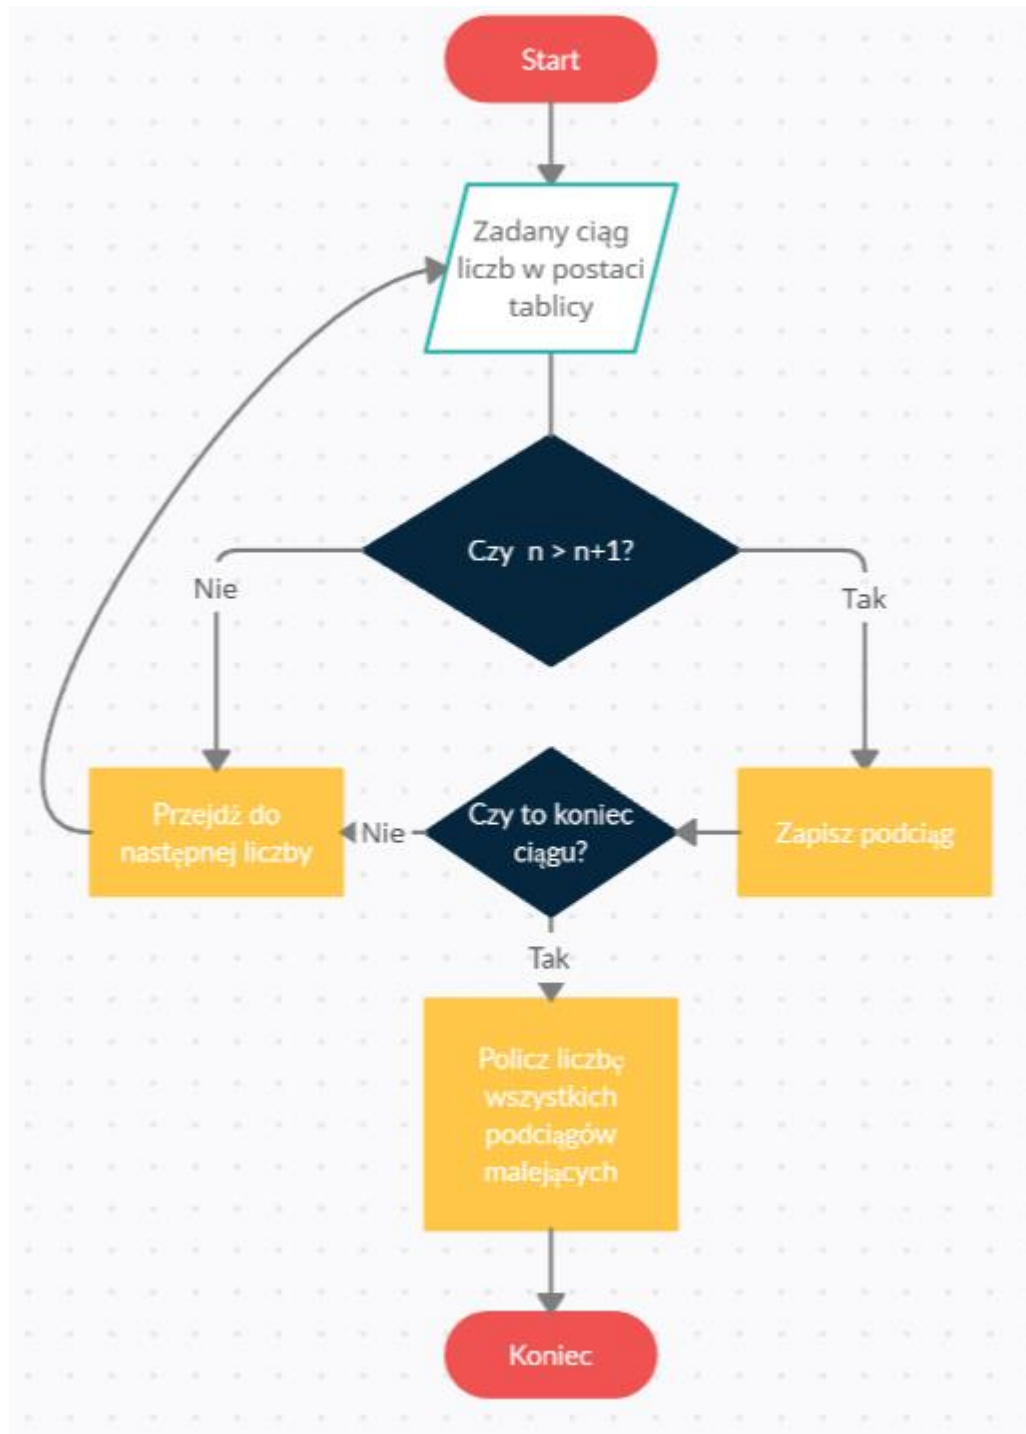 Start
Zadany ciąg
liczb w postaci
tablicy
Czy n > n+1?
Nie
Tak
Przejdź do
następnej liczby
Nie
Czy to koniec
ciągu?
Zapisz podciąg
Tak
Policz liczbę
wszystkich
podciągów
malejących
Koniec